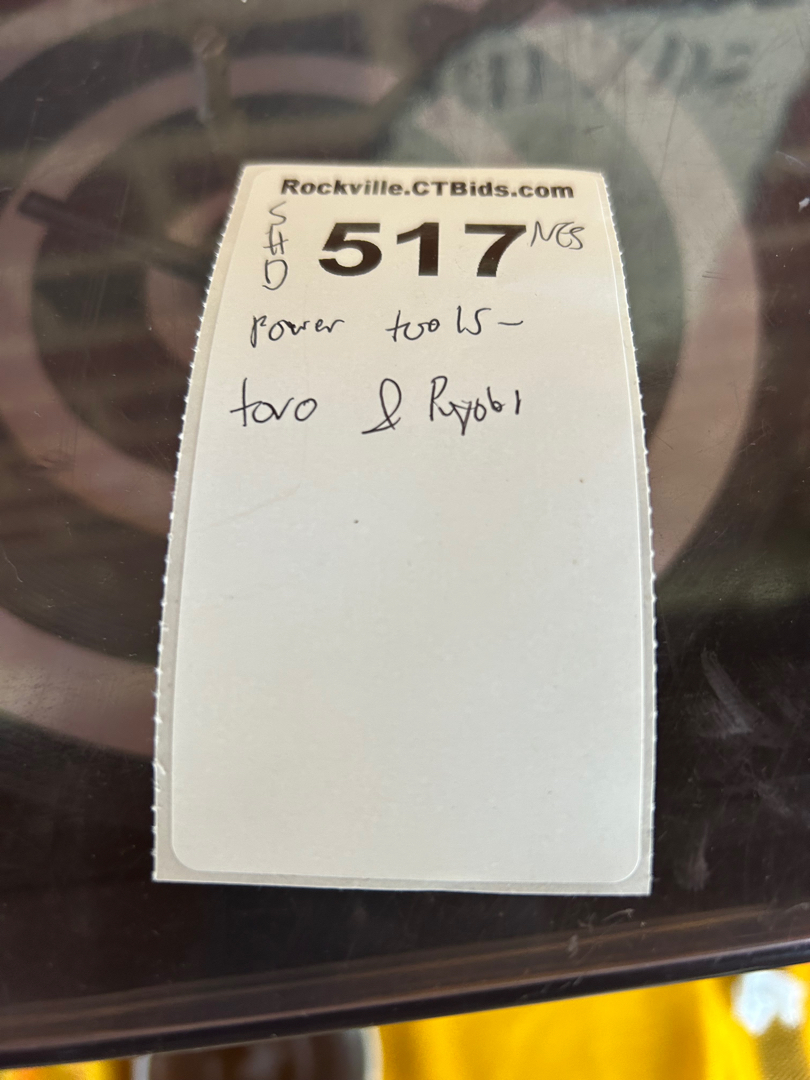 Rockville.CTBids.com
SHD
517
NES
Power tools-
toro & Ryobi